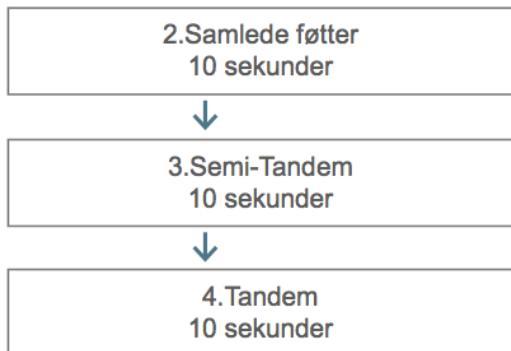 2.Samlede føtter
10 sekunder
3.Semi-Tandem
10 sekunder
4.Tandem
10 sekunder